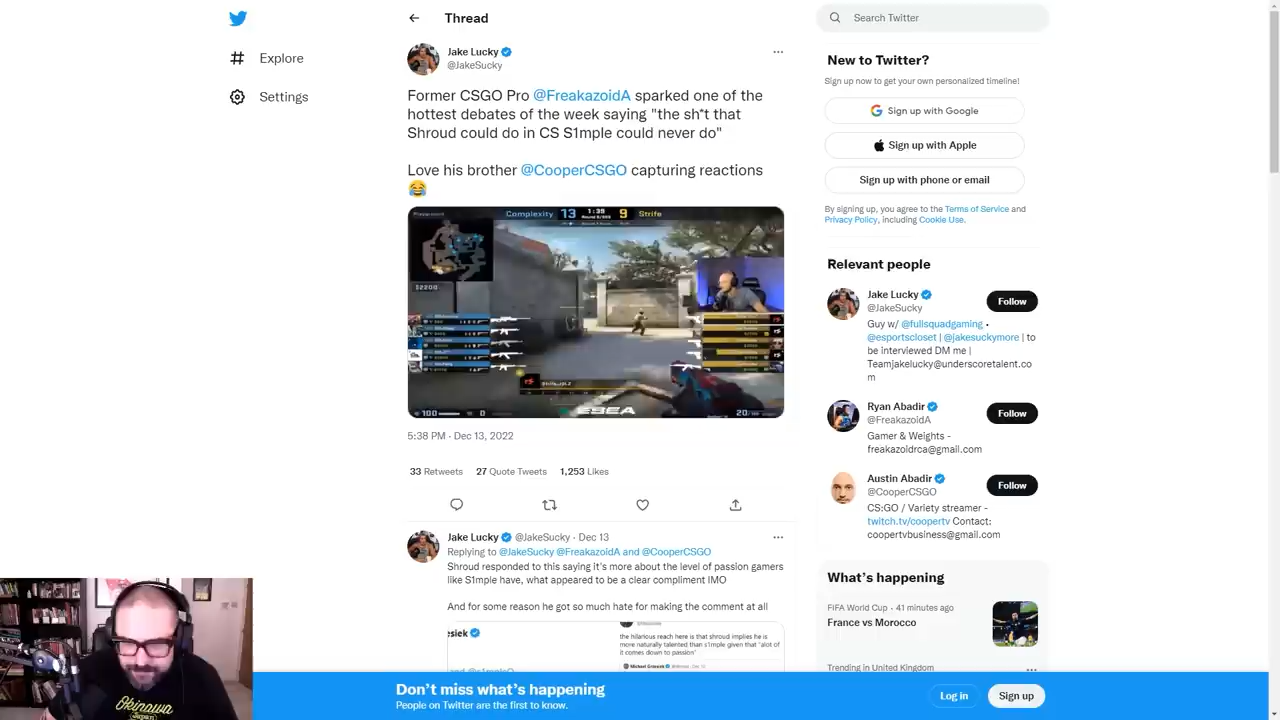 Explore
Settings
Thread
Jake Lucky
@JakeSucky
Former CSGO Pro @FreakazoidA sparked one of the
hottest debates of the week saying "the sh*t that
Shroud could do in CS S1mple could never do"
Love his brother @CooperCSGO capturing reactions
😂
Complexity 13 1:39 9 Strife
$2200
100
20/
ESEA
5:38 PM · Dec 13, 2022
33 Retweets 27 Quote Tweets 1,253 Likes
Jake Lucky @JakeSucky · Dec 13
Replying to @JakeSucky @FreakazoidA and @CooperCSGO
Shroud responded to this saying it's more about the level of passion gamers
like S1mple have, what appeared to be a clear compliment IMO
And for some reason he got so much hate for making the comment at all
esiek
the hilarious reach here is that shroud implies he is
more naturally talented than s1mple given that 'alot of
it comes down to passion'
Search Twitter
New to Twitter?
Sign up now to get your own personalized timeline!
Sign up with Google
Sign up with Apple
Sign up with phone or email
By signing up, you agree to the Terms of Service and
Privacy Policy, including Cookie Use.
Relevant people
Jake Lucky
@JakeSucky
Follow
Guy w/ @fullsquadgaming •
@esportscloset | @jakesuckymore | to
be interviewed DM me |
Teamjakelucky@underscoretalent.co
m
Ryan Abadir
@FreakazoidA
Follow
Gamer & Weights -
freakazoidrca@gmail.com
Austin Abadir
@CooperCSGO
Follow
CS:GO / Variety streamer -
twitch.tv/coopertv Contact:
coopertvbusiness@gmail.com
What's happening
FIFA World Cup · 41 minutes ago
France vs Morocco
Trending in United Kingdom
Okinawa
Don't miss what's happening
People on Twitter are the first to know.
Log in
Sign up